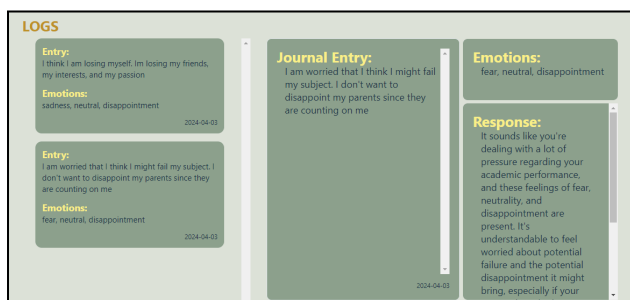 LOGS
Entry:
I think I am losing myself. Im losing my friends,
my interests, and my passion
Emotions:
sadness, neutral, disappointment
2024-04-03
Entry:
I am worried that I think I might fail my subject. I
don't want to disappoint my parents since they
are counting on me
Emotions:
fear, neutral, disappointment
2024-04-03
Journal Entry:
I am worried that I think I might fail
my subject. I don't want to
disappoint my parents since they
are counting on me
2024-04-03
Emotions:
fear, neutral, disappointment
Response:
It sounds like you're
dealing with a lot of
pressure regarding your
academic performance,
and these feelings of fear,
neutrality, and
disappointment are
present. It's
understandable to feel
worried about potential
failure and the potential
disappointment it might
bring, especially if your